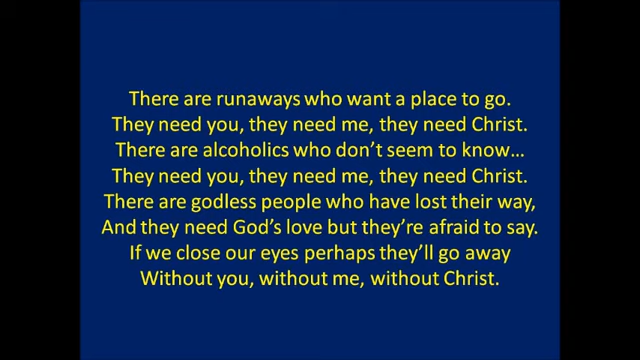 There are runaways who want a place to go.
They need you, they need me, they need Christ.
There are alcoholics who don’t seem to know…
They need you, they need me, they need Christ.
There are godless people who have lost their way,
And they need God’s love but they’re afraid to say.
If we close our eyes perhaps they’ll go away
Without you, without me, without Christ.